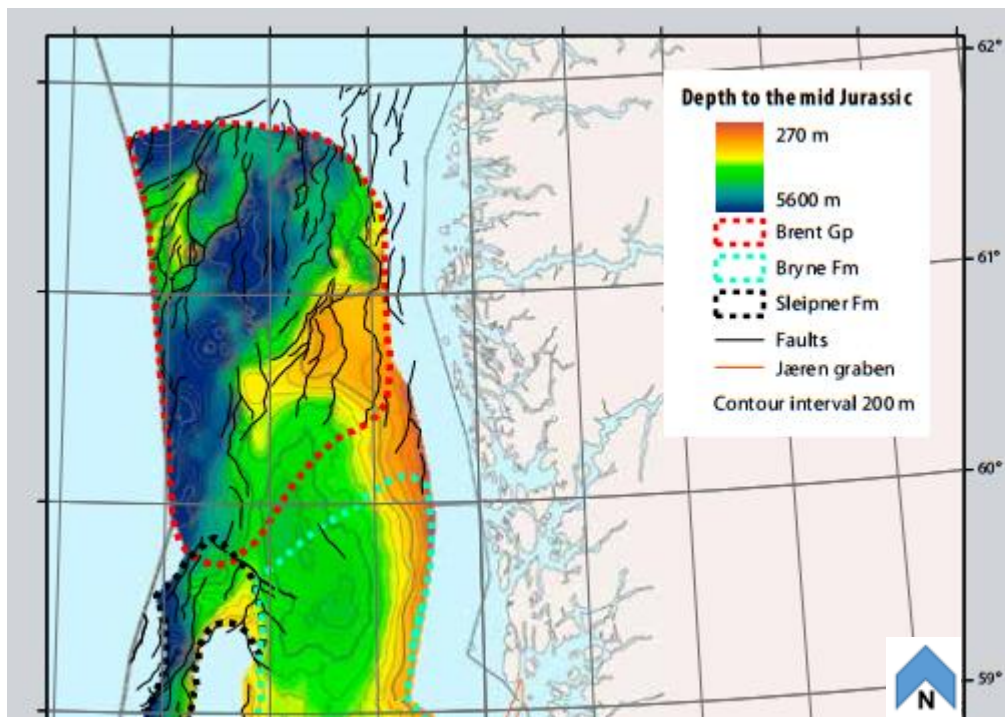 62°
Depth to the mid Jurassic
270 m
5600 m
Brent Gp
Bryne Fm
Sleipner Fm
Faults
Jæren graben
Contour interval 200 m
61°
60°
59°
N